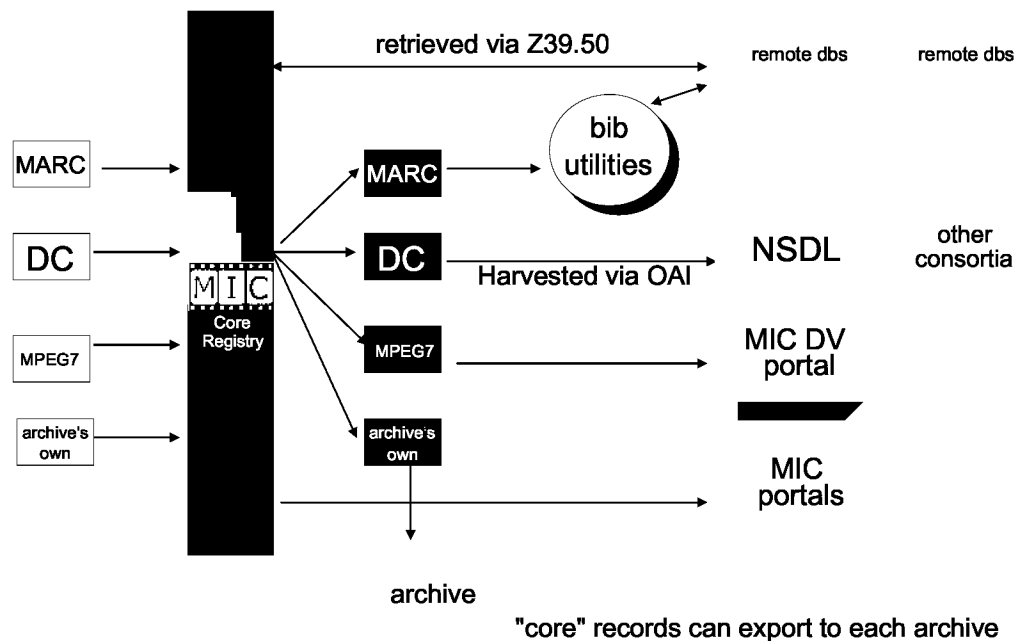 retrieved via Z39.50
remote dbs
remote dbs
bib
utilities
MARC
MARC
DC
DC
Harvested via OAI
NSDL
other
consortia
MIC
Core
Registry
MPEG7
MPEG7
MIC DV
portal
archive's
own
archive's
own
MIC
portals
archive
"core" records can export to each archive